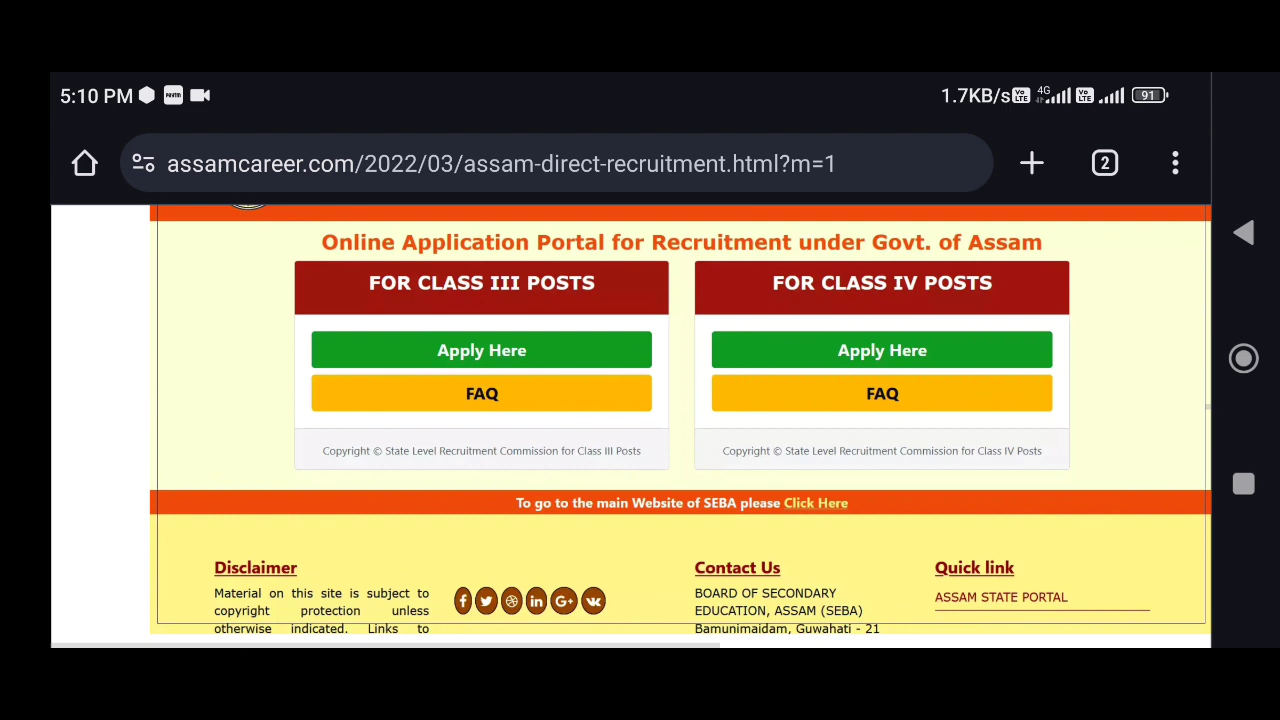 5:10 PM
1.7KB/s Vo LTE 4G Vo LTE 91
assamcareer.com/2022/03/assam-direct-recruitment.html?m=1
2
Online Application Portal for Recruitment under Govt. of Assam
FOR CLASS III POSTS
Apply Here
FAQ
Copyright © State Level Recruitment Commission for Class III Posts
FOR CLASS IV POSTS
Apply Here
FAQ
Copyright © State Level Recruitment Commission for Class IV Posts
To go to the main Website of SEBA please Click Here
Disclaimer
Material on this site is subject to
copyright protection unless
otherwise indicated. Links to
Contact Us
BOARD OF SECONDARY
EDUCATION, ASSAM (SEBA)
Bamunimaidam, Guwahati - 21
Quick link
ASSAM STATE PORTAL